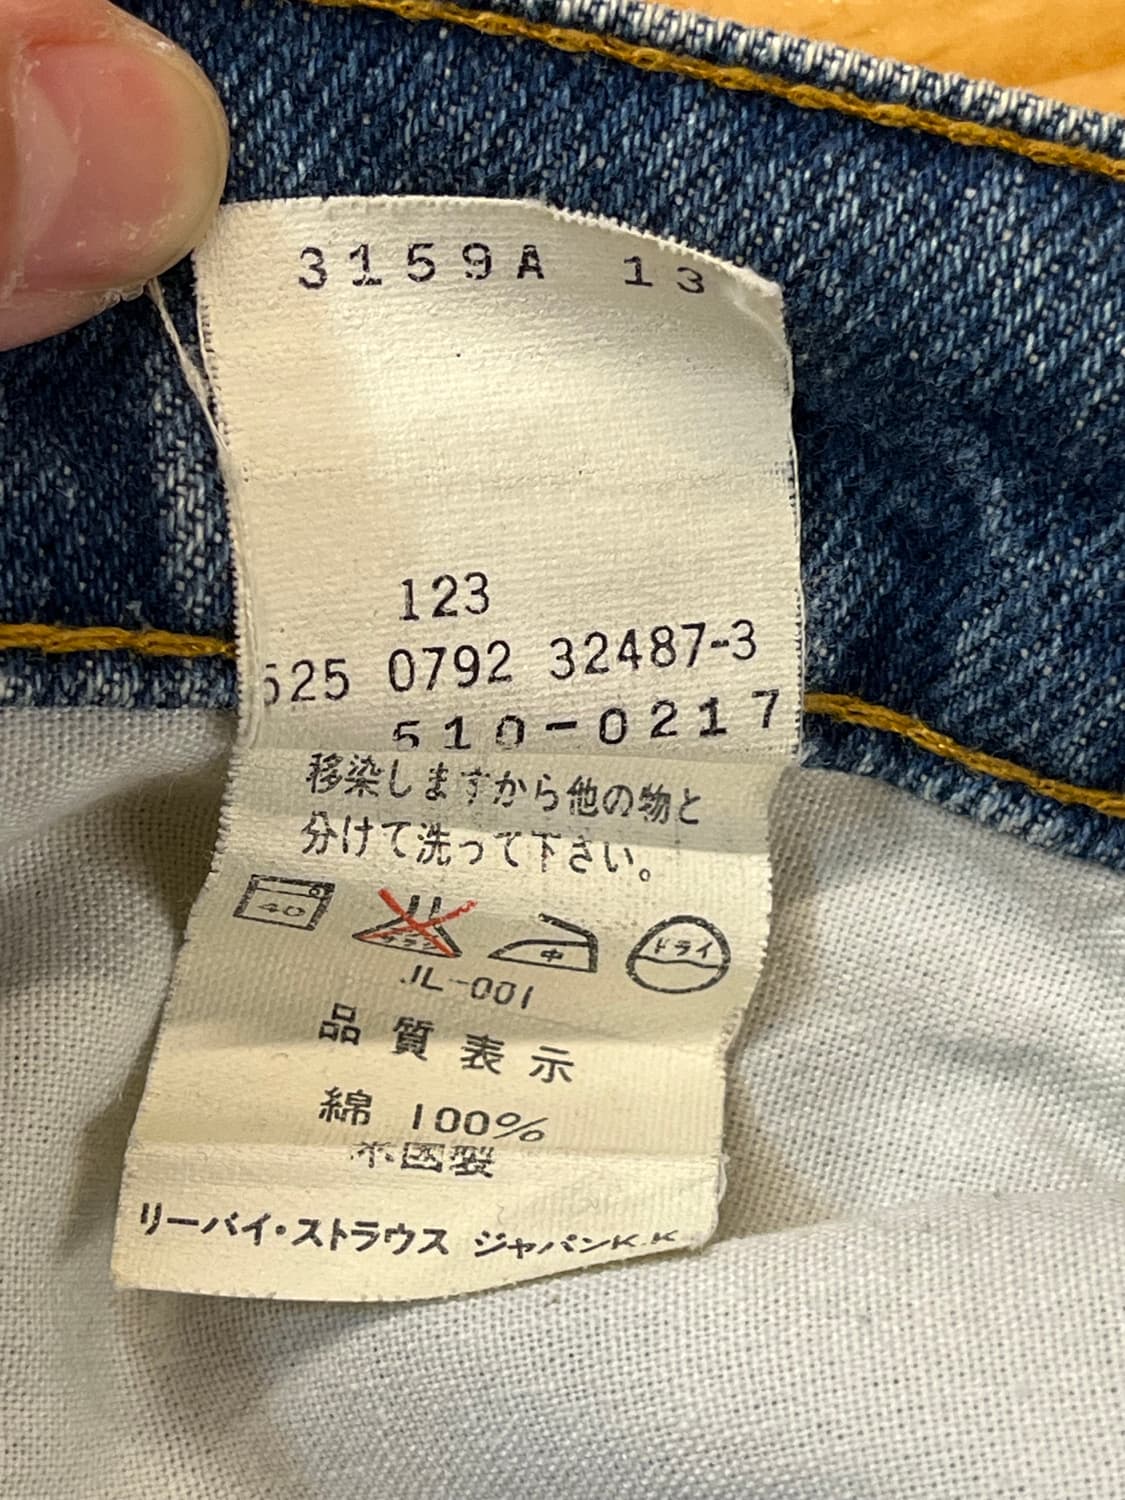 3159A 13
123
525 0792 32487-3
510-0217
移染しますから他の物と
分けて洗って下さい。
40
中
ドライ
JL-001
品質表示
綿 100%
米国製
リーバイ・ストラウス ジャパンK.K